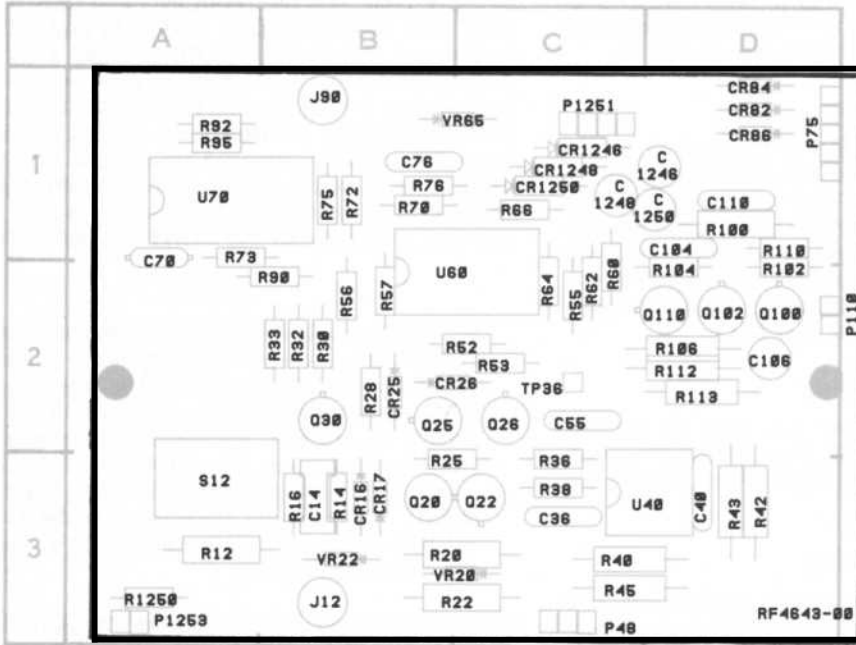 A B C D
J90 CR84
P1251 CR82
R92 VR65 CR86 P75
R95
1
C76 CR1246 C 1246
CR1248
U70 R75 R72 R76 CR1250 C 1248 C110
R70 R66 C 1250
R100
C104 R110
C70 R73 U60 R64 R55 R62 R60 R104 R102
R90 R56 R57
Q110 Q102 Q100 P110
R33 R32 R30
2
R52 R106 C106
R53 R112
R28 CR25 CR26 TP36 R113
Q30 Q25 Q26 C55
R25 R36
S12 R16 C14 R14 CR16 CR17 Q20 Q22 R38 U40 C40 R43 R42
C36
3
R12 VR22 R20 R40
VR20
R1250 J12 R22 R45
P1253 P48 RF4643-00